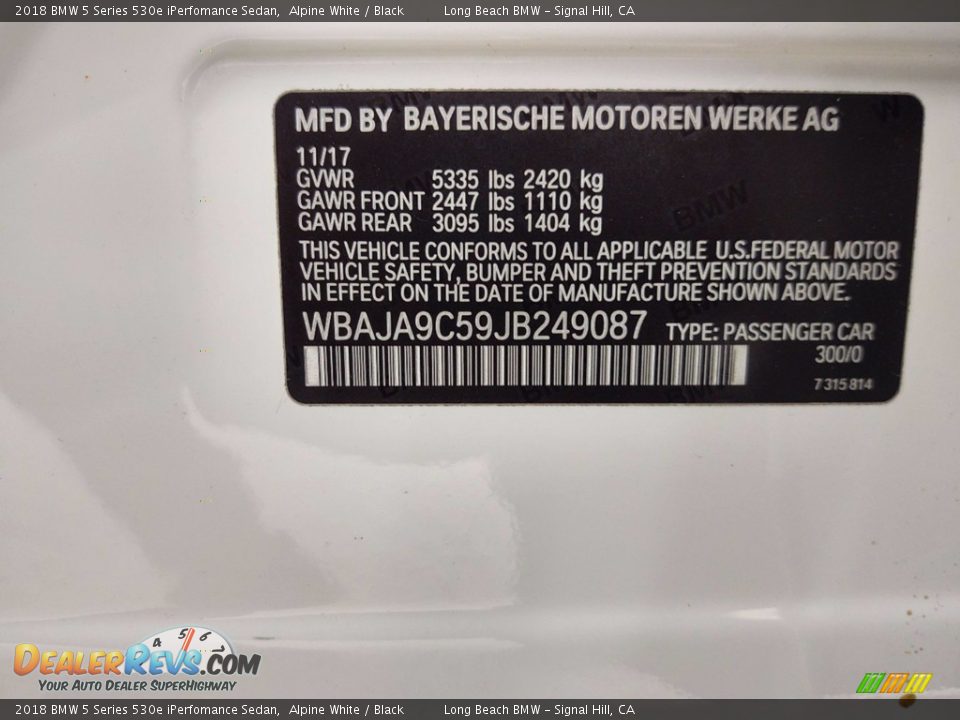 2018 BMW 5 Series 530e iPerfomance Sedan, Alpine White / Black Long Beach BMW - Signal Hill, CA
MFD BY BAYERISCHE MOTOREN WERKE AG
11/17
GVWR 5335 lbs 2420 kg
GAWR FRONT 2447 lbs 1110 kg
GAWR REAR 3095 lbs 1404 kg
THIS VEHICLE CONFORMS TO ALL APPLICABLE U.S.FEDERAL MOTOR
VEHICLE SAFETY, BUMPER AND THEFT PREVENTION STANDARDS
IN EFFECT ON THE DATE OF MANUFACTURE SHOWN ABOVE.
WBAJA9C59JB249087 TYPE: PASSENGER CAR
300/0
7315814
4 5 6
DEALERREVS.COM
YOUR AUTO DEALER SUPERHIGHWAY
2018 BMW 5 Series 530e iPerfomance Sedan, Alpine White / Black Long Beach BMW - Signal Hill, CA